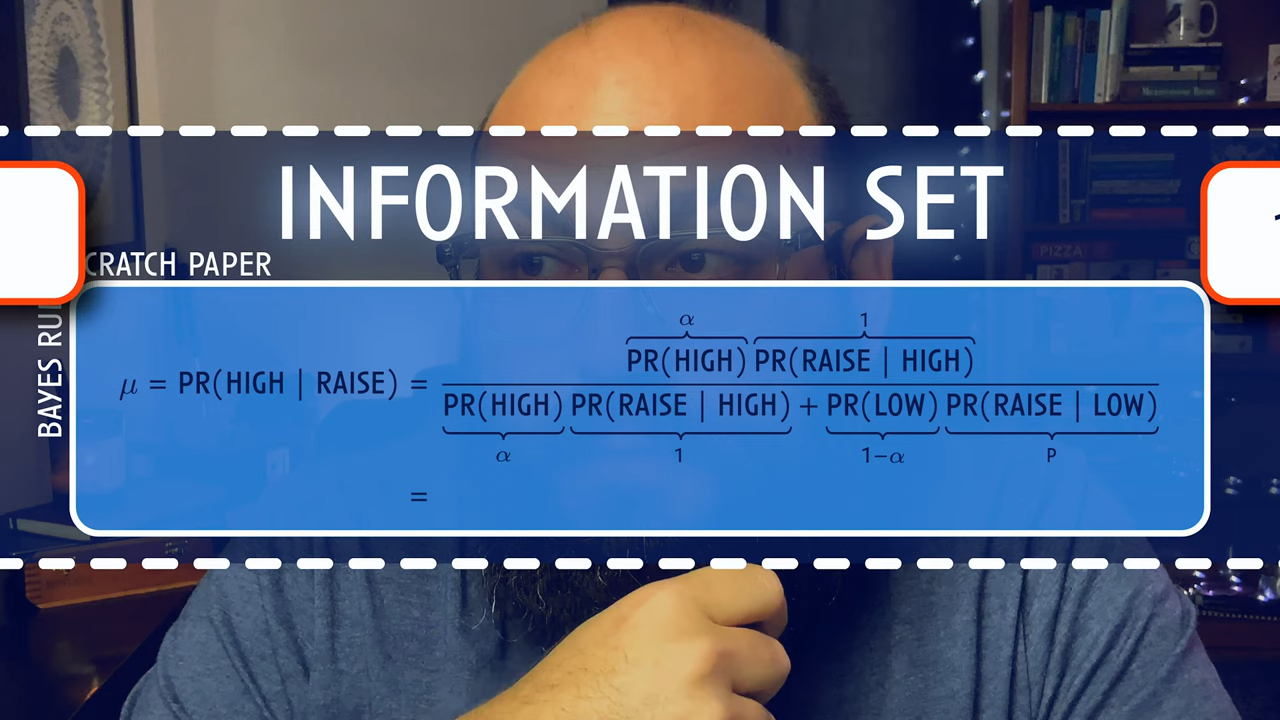 INFORMATION SET
CRATCH PAPER
BAYES RU
α 1
μ = PR(HIGH | RAISE) = PR(HIGH) PR(RAISE | HIGH)
PR(HIGH) PR(RAISE | HIGH) + PR(LOW) PR(RAISE | LOW)
α 1 1−α P
=
PIZZA